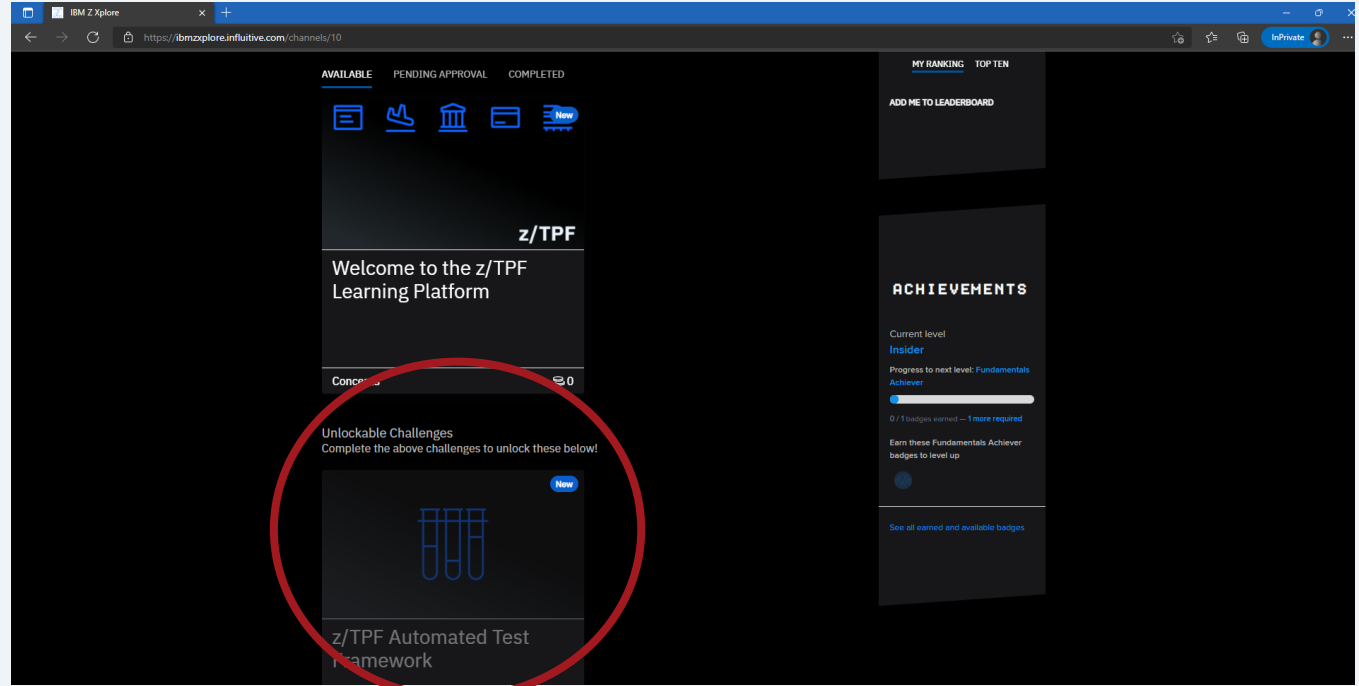 IBM Z Xplore
https://ibmzxplore.influitive.com/channels/10
InPrivate
AVAILABLE PENDING APPROVAL COMPLETED
New
z/TPF
Welcome to the z/TPF
Learning Platform
Concepts 0
Unlockable Challenges
Complete the above challenges to unlock these below!
New
z/TPF Automated Test
Framework
MY RANKING TOP TEN
ADD ME TO LEADERBOARD
ACHIEVEMENTS
Current level
Insider
Progress to next level: Fundamentals
Achiever
0 / 1 badges earned — 1 more required
Earn these Fundamentals Achiever
badges to level up
See all earned and available badges